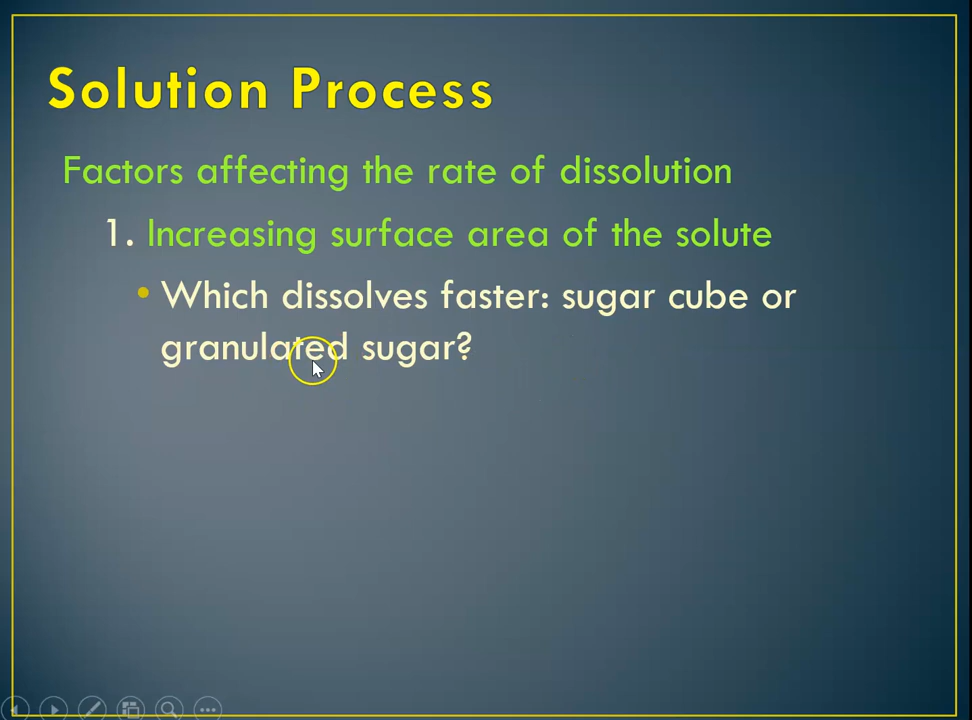 Solution Process
Factors affecting the rate of dissolution
1. Increasing surface area of the solute
• Which dissolves faster: sugar cube or
granulated sugar?